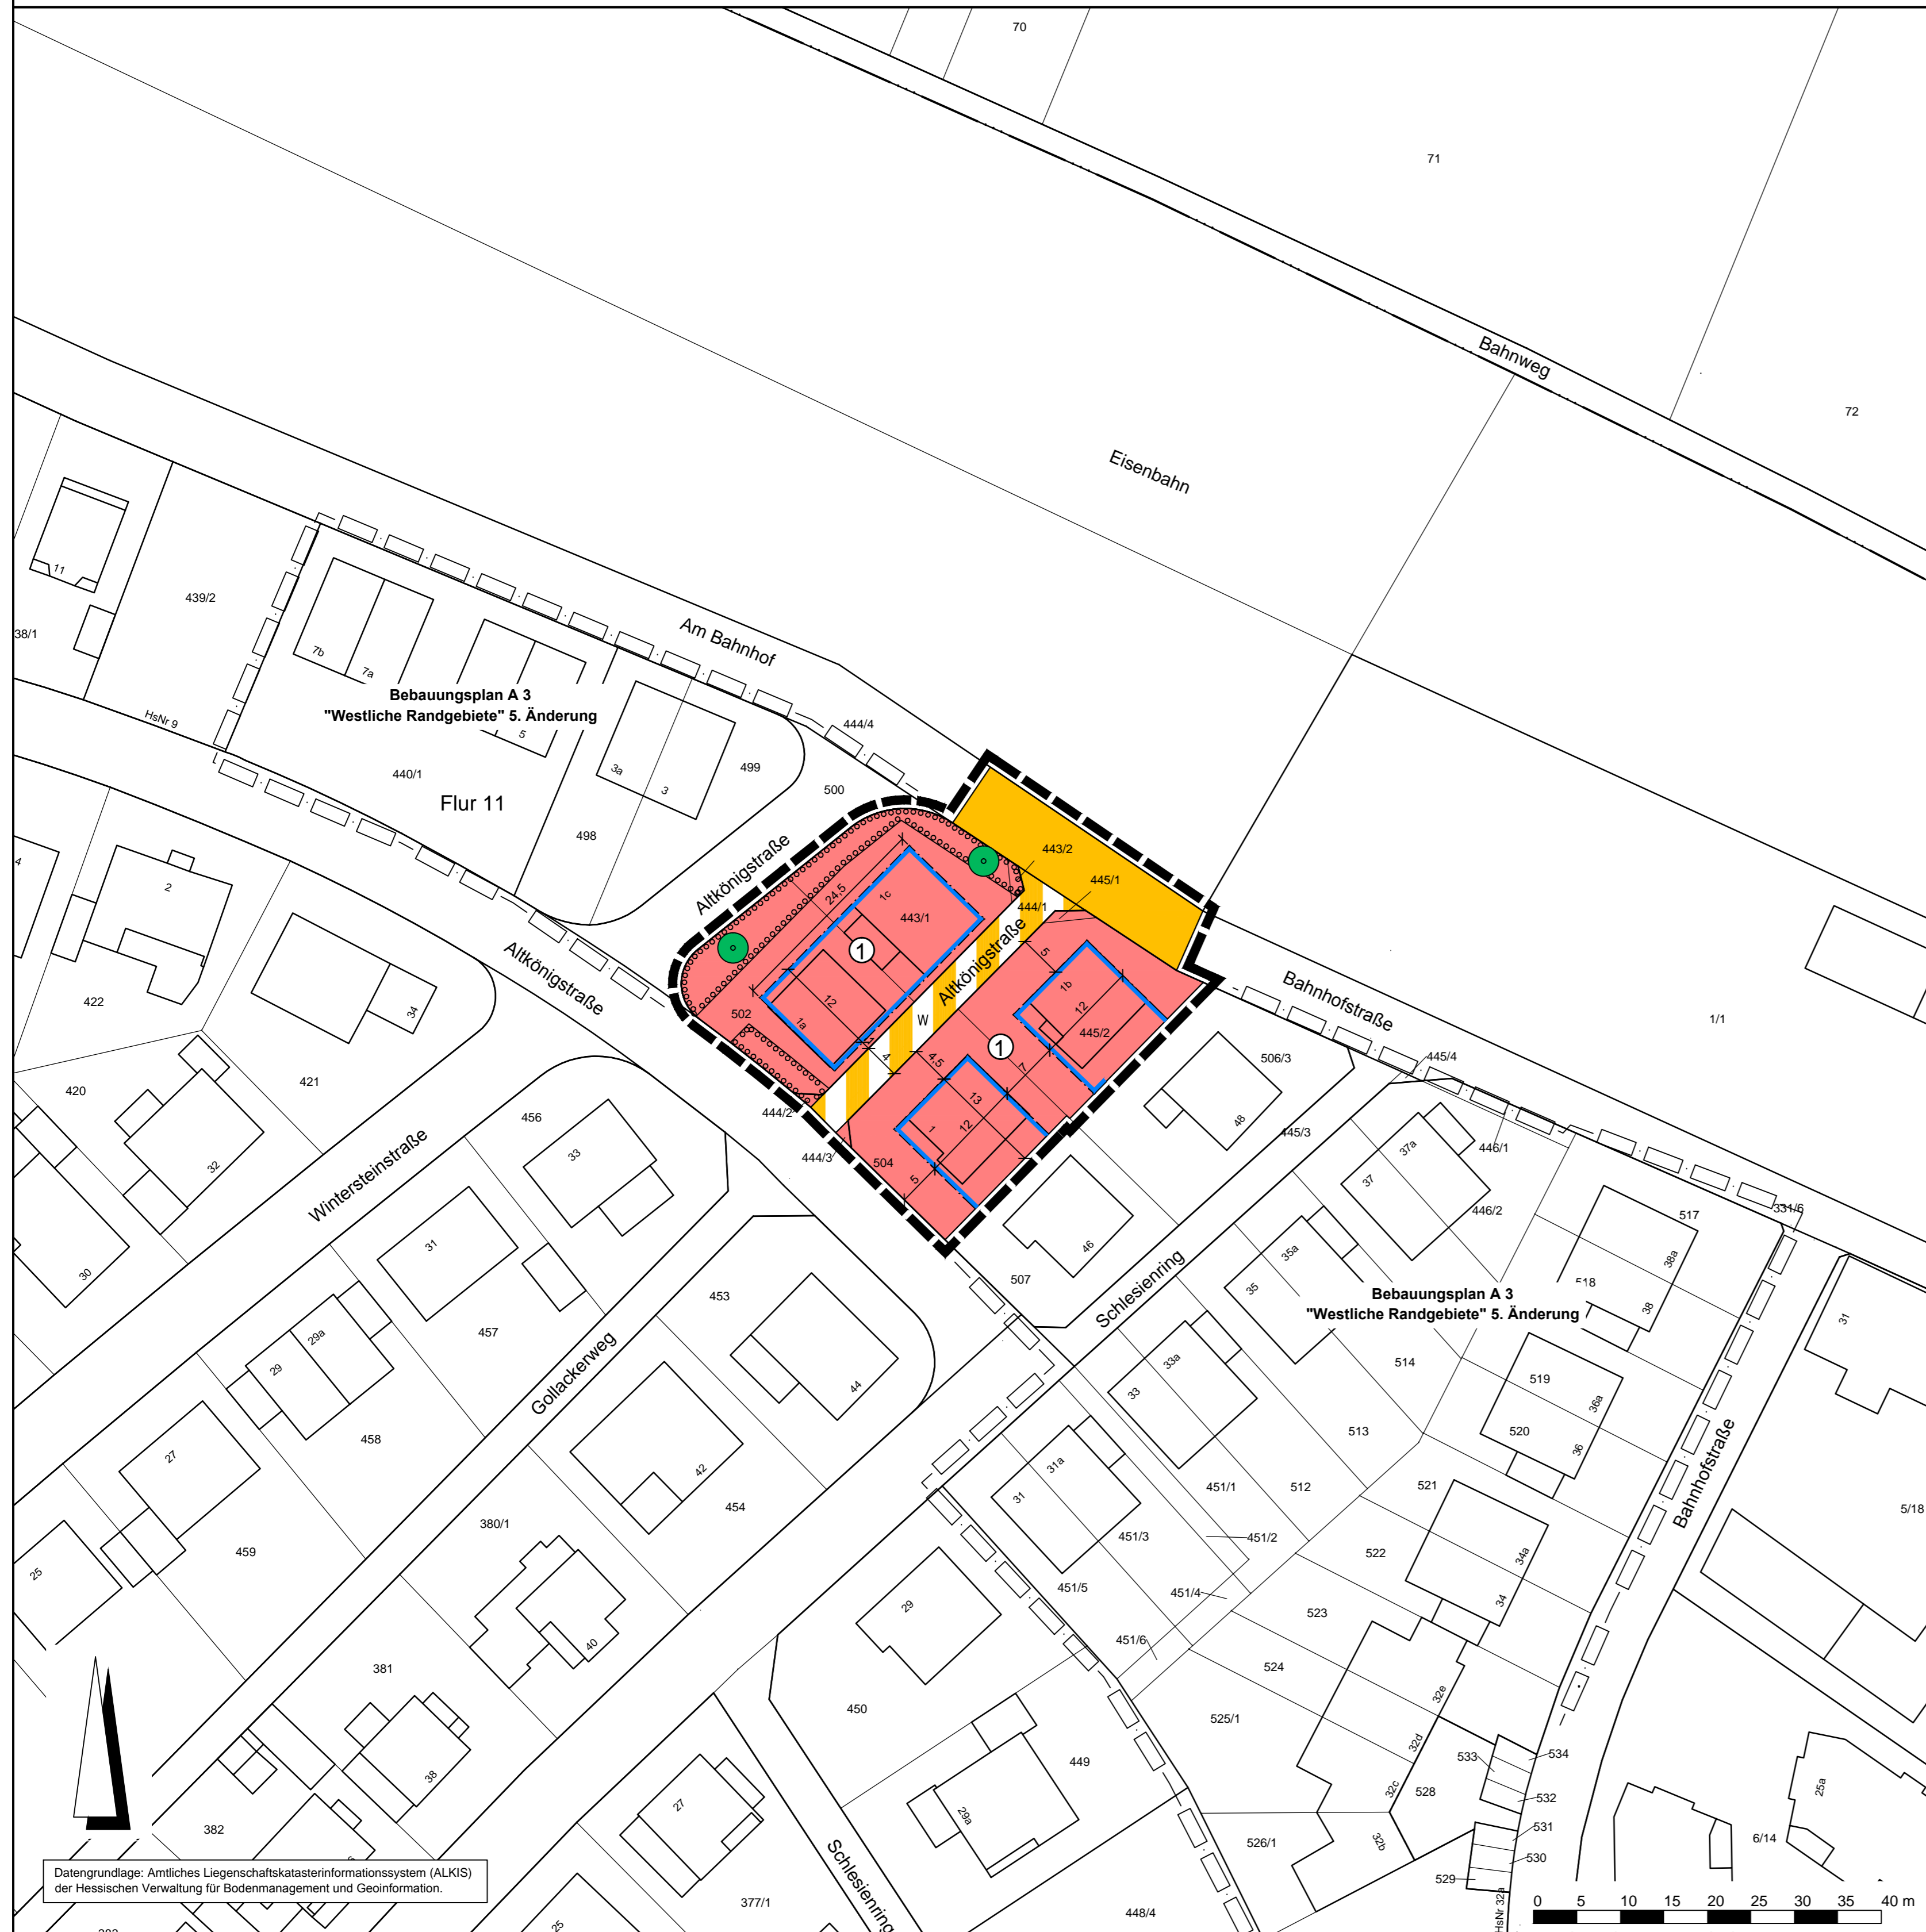 70
71
Bahnweg
72
Eisenbahn
11
439/2
38/1
Am Bahnhof
7b
7a
Bebauungsplan A 3
"Westliche Randgebiete" 5. Änderung
HsNr 9
5
444/4
440/1
3a
3
499
500
Flur 11
498
443/2
4
2
Altkönigstraße
445/1
24,5
1c
443/1
444/1
1
Altkönigstraße
Altkönigstraße
5
Bahnhofstraße
422
34
12
1b
12
502
1a
W
445/2
1/1
1
506/3
445/4
421
420
4
4,5
7
456
444/2
13
48
445/3
446/1
37a
Wintersteinstraße
33
32
1
12
444/3
504
37
5
446/2
331/6
517
31
46
35a
38a
30
507
35
518
Schlesienring
453
Bebauungsplan A 3
"Westliche Randgebiete" 5. Änderung
38
31
457
29a
29
33a
33
514
519
Gollackerweg
44
36a
458
513
520
36
27
42
31a
Bahnhofstraße
454
451/1
512
521
31
5/18
380/1
459
451/3
451/2
522
34a
25
451/5
451/4
34
29
523
40
451/6
381
524
450
32e
525/1
32d
449
533
534
38
32c
528
532
27
29a
25a
382
531
526/1
32b
6/14
530
Datengrundlage: Amtliches Liegenschaftskatasterinformationssystem (ALKIS)
der Hessischen Verwaltung für Bodenmanagement und Geoinformation.
Schlesienring
529
377/1
448/4
25
HsNr 32a
0 5 10 15 20 25 30 35 40 m